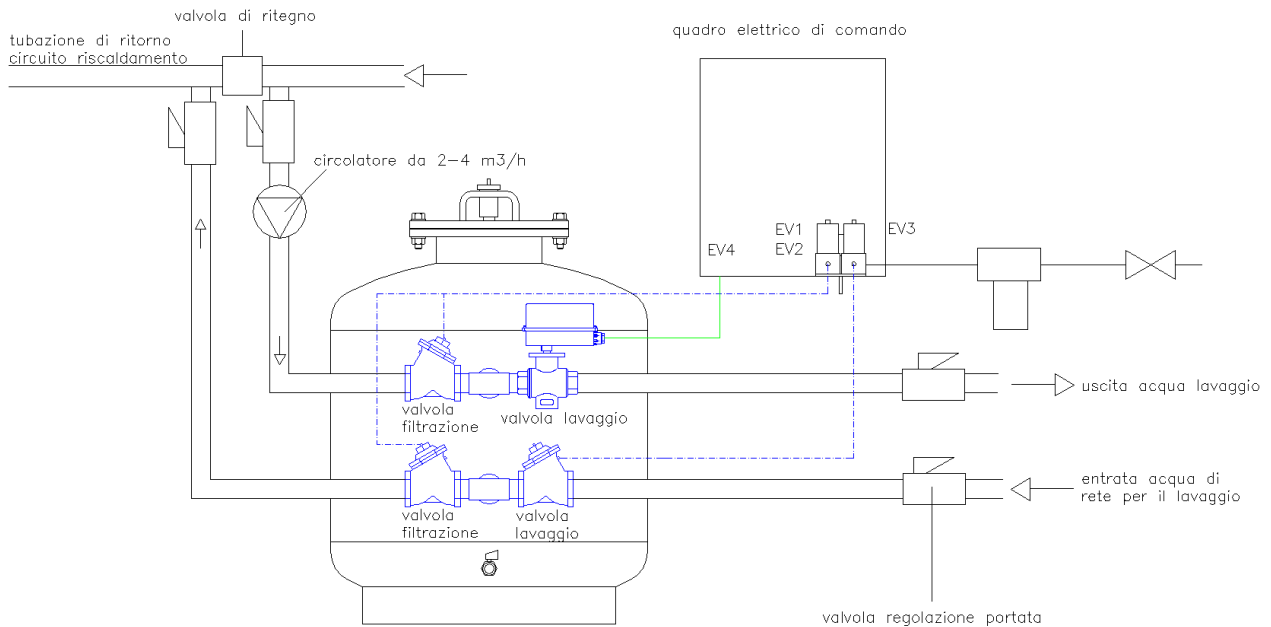 valvola di ritegno
tubazione di ritorno
circuito riscaldamento
quadro elettrico di comando
circolatore da 2-4 m3/h
EV1
EV2
EV3
EV4
valvola
filtrazione
valvola lavaggio
uscita acqua lavaggio
valvola
filtrazione
valvola
lavaggio
entrata acqua di
rete per il lavaggio
valvola regolazione portata